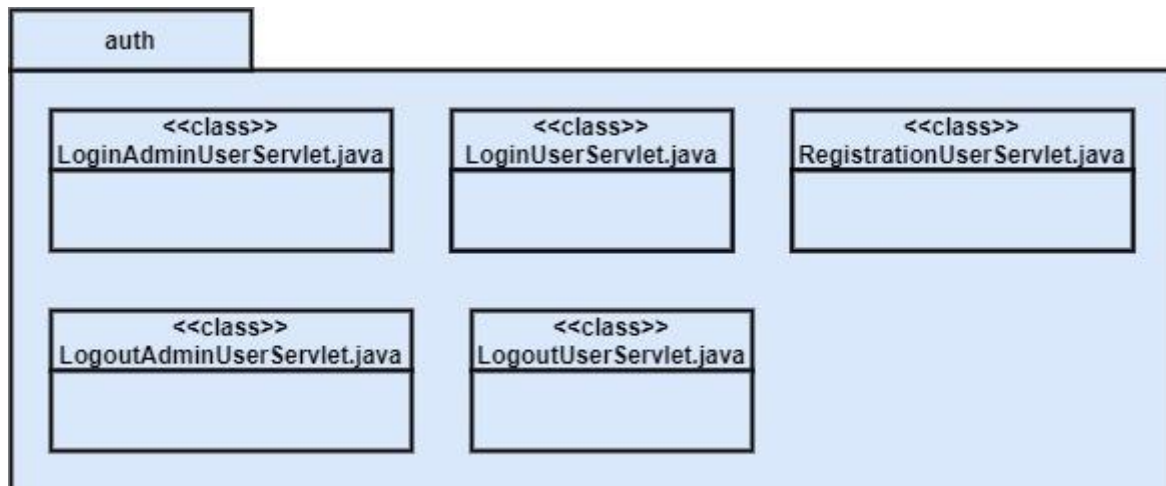 auth
<<class>>
LoginAdminUserServlet.java
<<class>>
LoginUserServlet.java
<<class>>
RegistrationUserServlet.java
<<class>>
LogoutAdminUserServlet.java
<<class>>
LogoutUserServlet.java